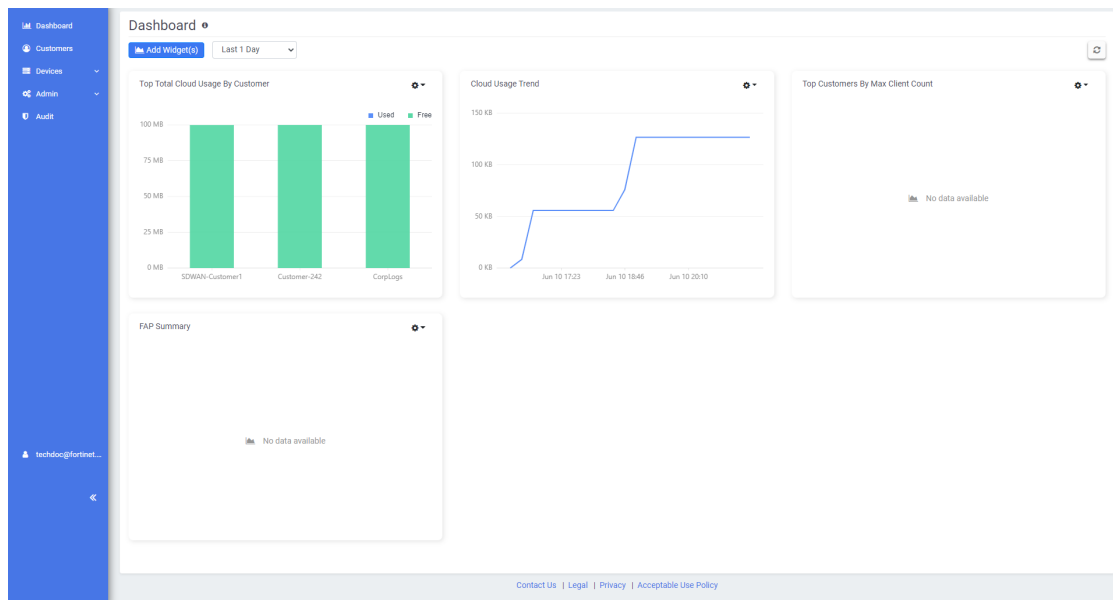 Dashboard
Customers
Devices
Admin
Audit
techdoc@fortinet...
Dashboard
Add Widget(s)
Last 1 Day
Top Total Cloud Usage By Customer
Used
Free
100 MB
75 MB
50 MB
25 MB
0 MB
SDWAN-Customer1
Customer-242
CorpLogs
Cloud Usage Trend
150 KB
100 KB
50 KB
0 KB
Jun 10 17:23
Jun 10 18:46
Jun 10 20:10
Top Customers By Max Client Count
No data available
FAP Summary
No data available
Contact Us | Legal | Privacy | Acceptable Use Policy